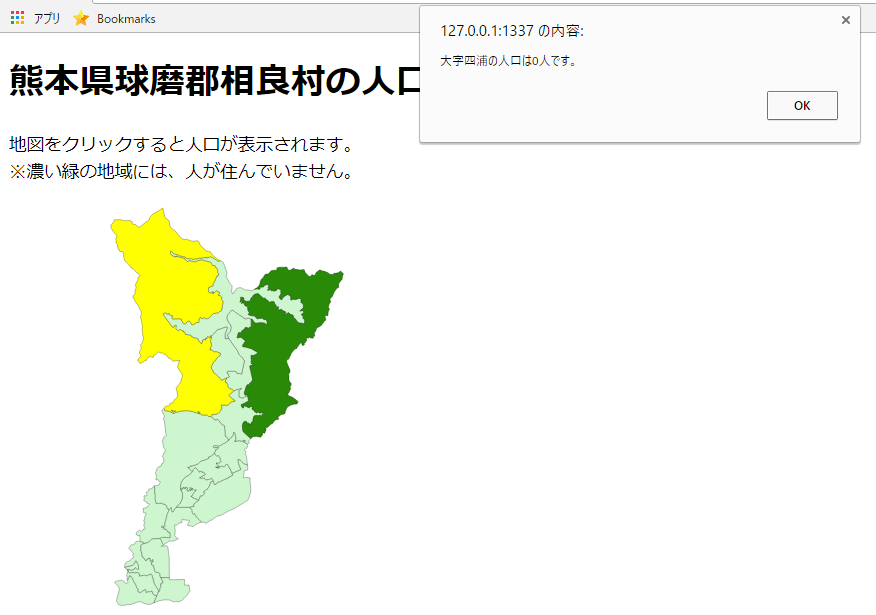 アプリ Bookmarks
127.0.0.1:1337 の内容:
大字四浦の人口は0人です。
OK
熊本県球磨郡相良村の人口
地図をクリックすると人口が表示されます。
※濃い緑の地域には、人が住んでいません。